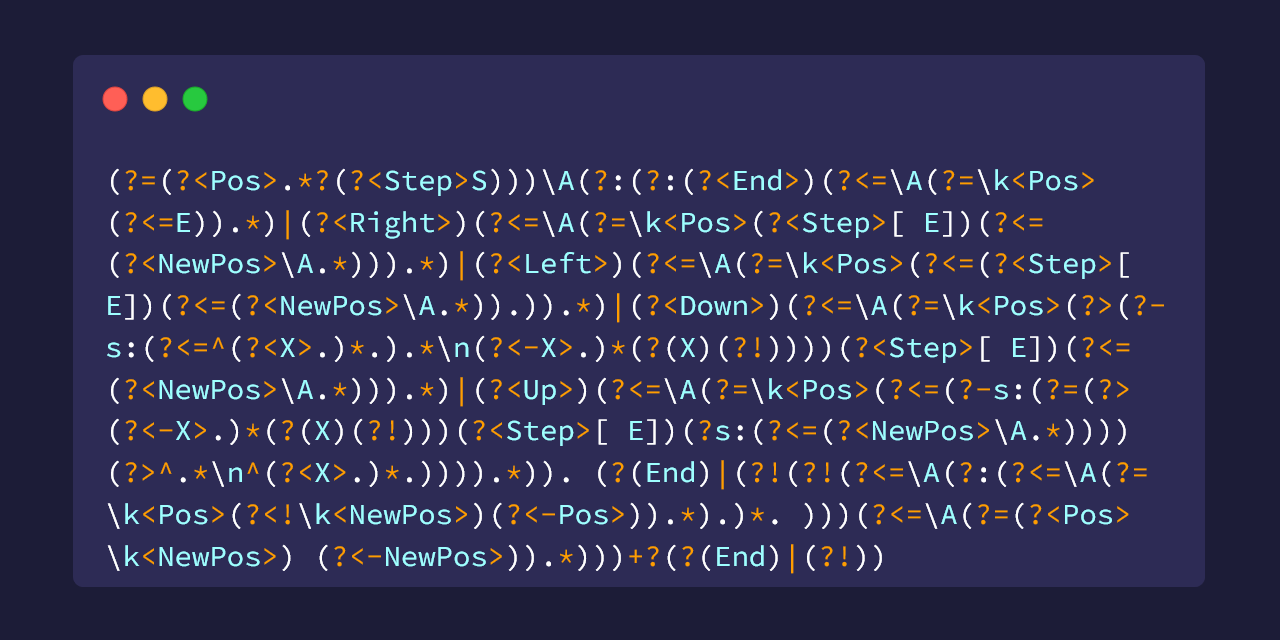 (?=(?<Pos>.*?(?<Step>S)))\A(?:(?:(?<End>)(?<=\A(?=\k<Pos>
(?<=E)).*)|(?<Right>)(?<=\A(?=\k<Pos>(?<Step>[ E])(?<=
(?<NewPos>\A.*))).*)|(?<Left>)(?<=\A(?=\k<Pos>(?<=(?<Step>[
E])(?<=(?<NewPos>\A.*)).)).*)|(?<Down>)(?<=\A(?=\k<Pos>(?>(?-
s:(?<=^(?<X>.)*.).*\n(?<-X>.)*(?(X)(?!))))(?<Step>[ E])(?<=
(?<NewPos>\A.*))).*)|(?<Up>)(?<=\A(?=\k<Pos>(?<=(?-s:(?=(?>
(?<-X>.)*(?(X)(?!)))(?<Step>[ E])(?s:(?<=(?<NewPos>\A.*))))
(?>^.*\n^(?<X>.)*.)))).*)). (?(End)|(?!(?!(?<=\A(?:(?<=\A(?=
\k<Pos>(?<!\k<NewPos>)(?<-Pos>)).*).)*. )))(?<=\A(?=(?<Pos>
\k<NewPos>) (?<-NewPos>)).*)))+?(?(End)|(?!))